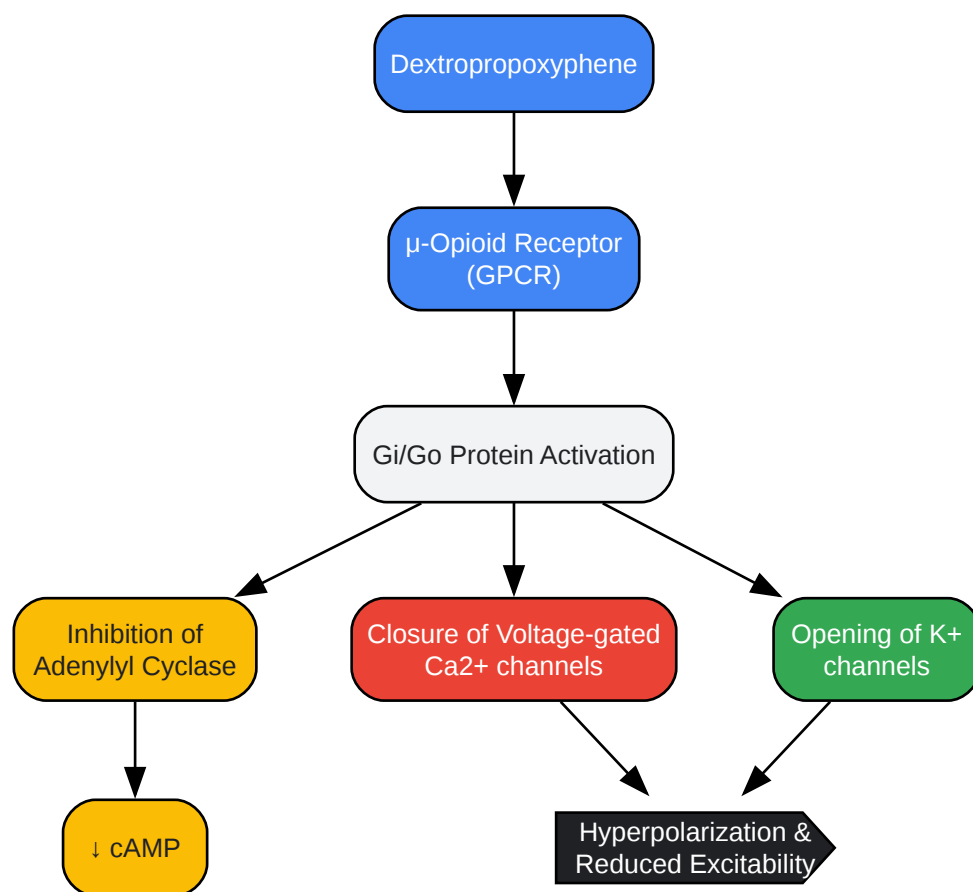 Dextropropoxyphene
μ-Opioid Receptor
(GPCR)
Gi/Go Protein Activation
Inhibition of
Adenylyl Cyclase
Closure of Voltage-gated
Ca2+ channels
Opening of K+
channels
↓ cAMP
Hyperpolarization &
Reduced Excitability